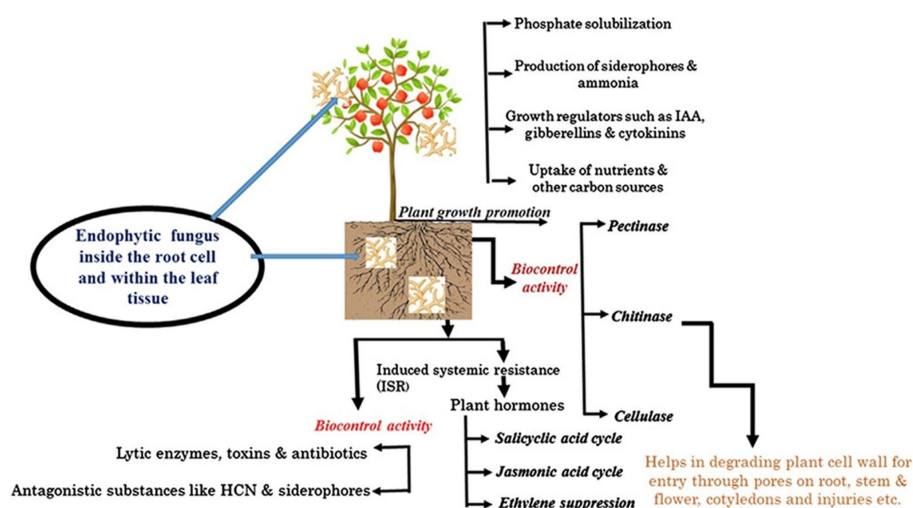 Phosphate solubilization
Production of siderophores &
ammonia
Growth regulators such as IAA,
gibberellins & cytokinins
Uptake of nutrients &
other carbon sources
Endophytic fungus
inside the root cell
and within the leaf
tissue
Plant growth promotion
Biocontrol
activity
Pectinase
Chitinase
Cellulase
Induced systemic resistance
(ISR)
Plant hormones
Biocontrol activity
Lytic enzymes, toxins & antibiotics
Antagonistic substances like HCN & siderophores
Salicyclic acid cycle
Jasmonic acid cycle
Ethylene suppression
Helps in degrading plant cell wall for
entry through pores on root, stem &
flower, cotyledons and injuries etc.